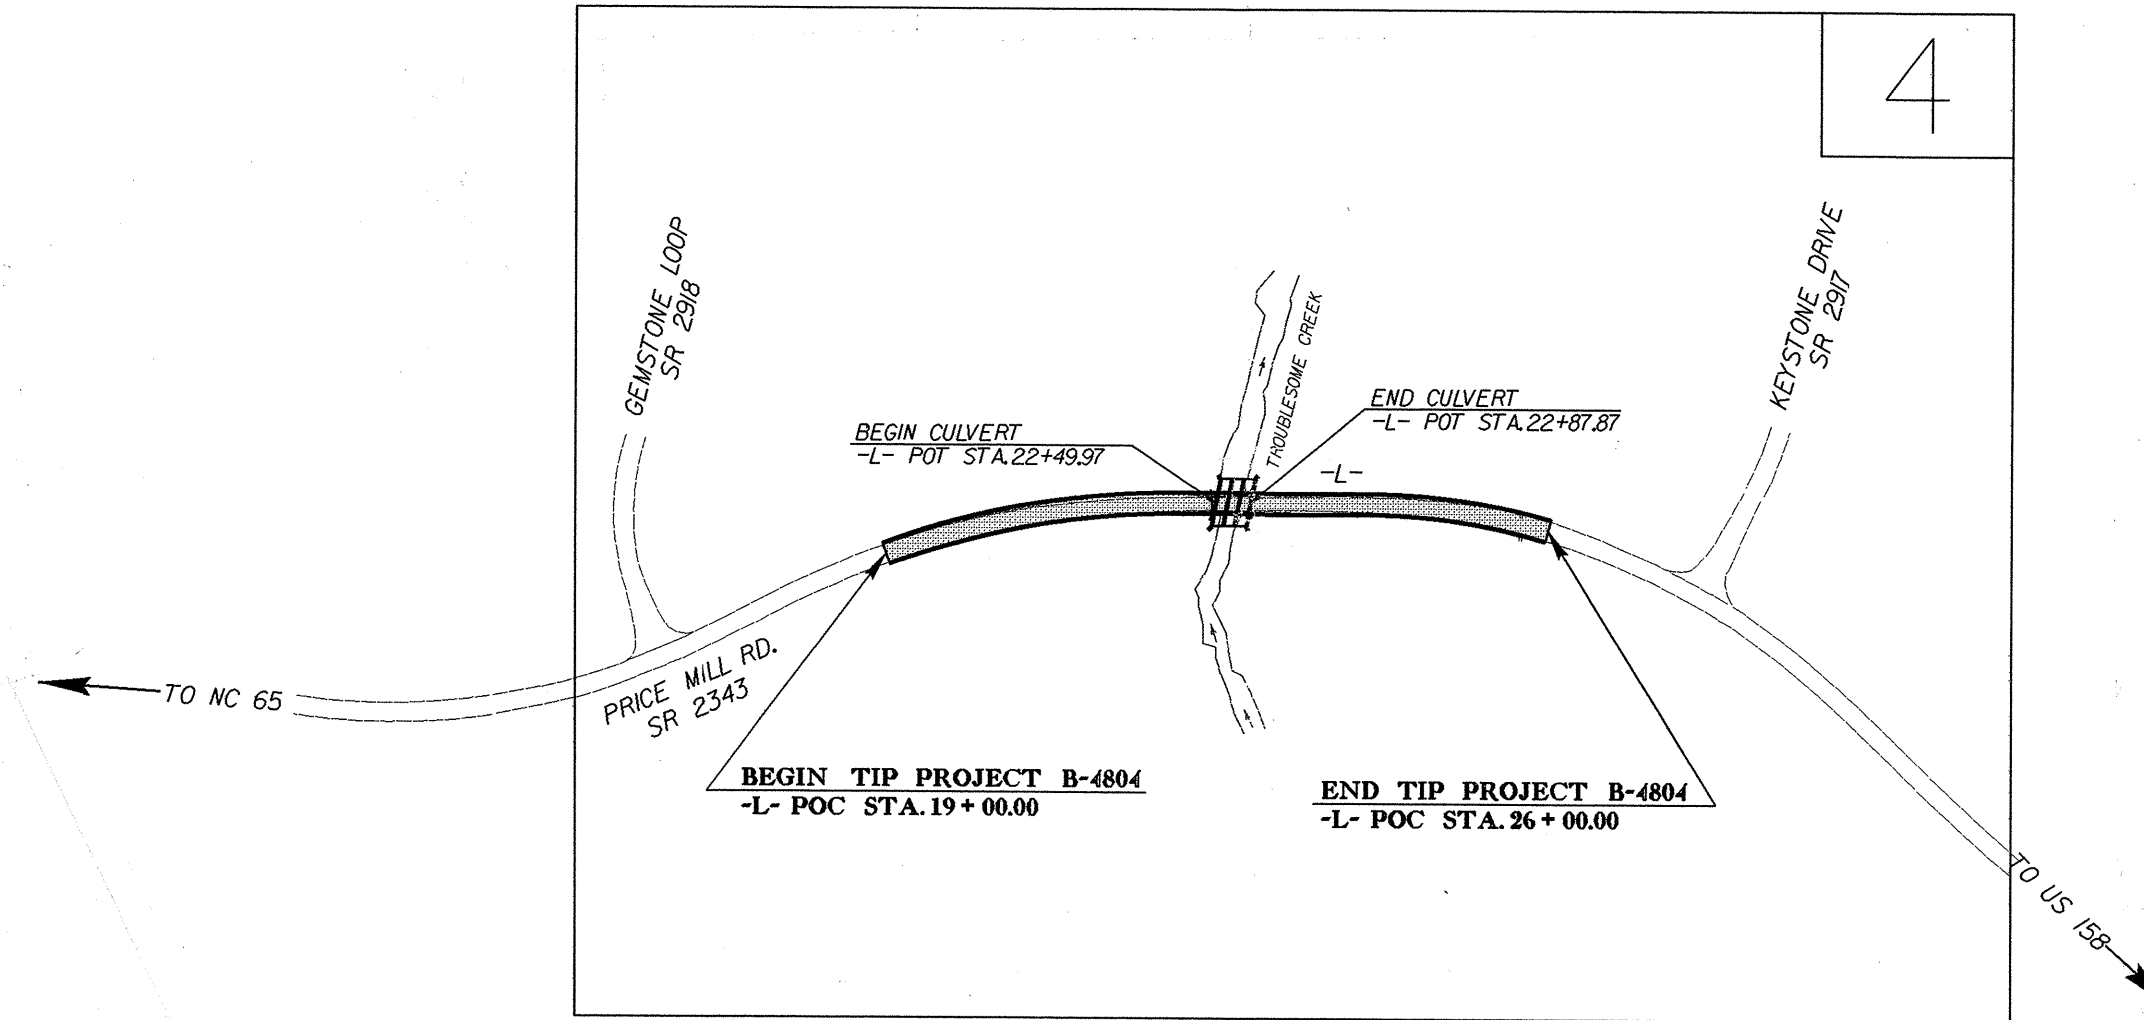 4
GEMSTONE LOOP
SR 2918
KEYSTONE DRIVE
SR 2917
TROUBLESOME CREEK
BEGIN CULVERT
-L- POT STA.22+49.97
END CULVERT
-L- POT STA.22+87.87
-L-
TO NC 65
PRICE MILL RD.
SR 2343
BEGIN TIP PROJECT B-4804
-L- POC STA.19+00.00
END TIP PROJECT B-4804
-L- POC STA.26+00.00
TO US 158